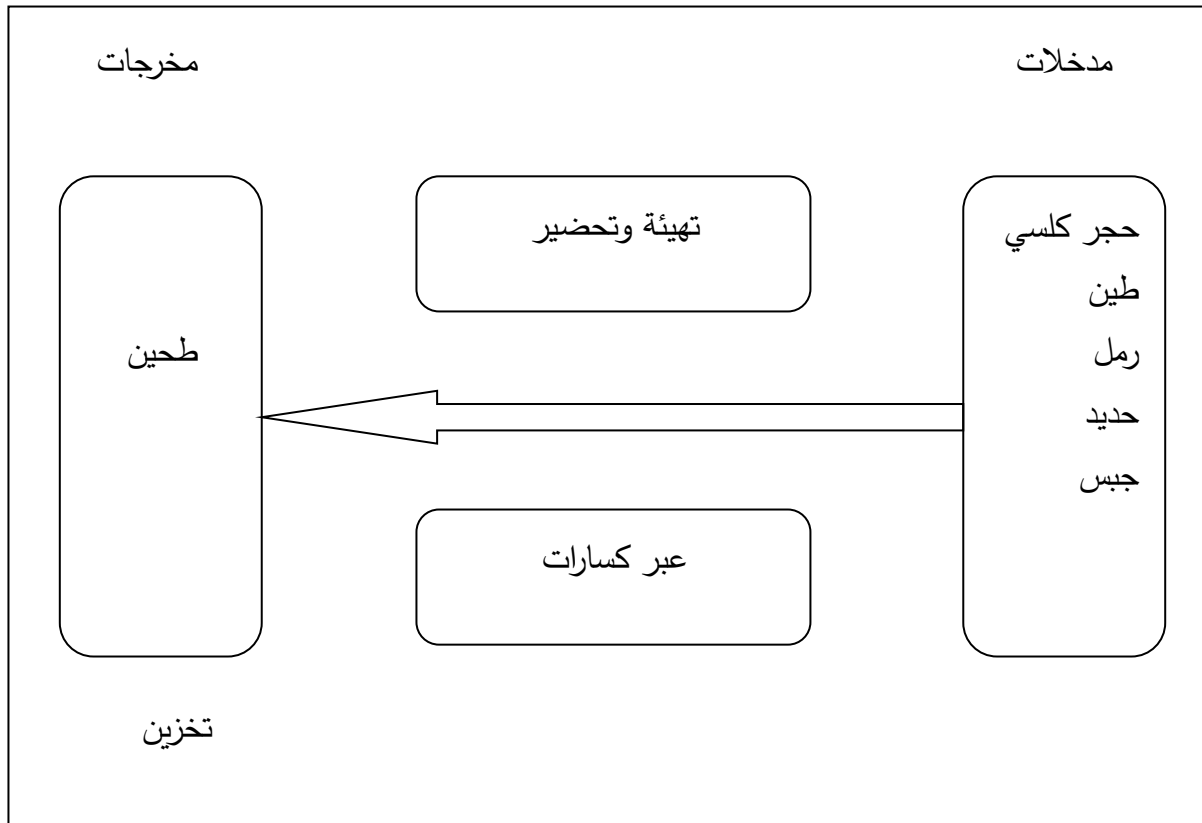 مدخلات
مخرجات
حجر كلسي
طين
رمل
حديد
جبس
تهيئة وتحضير
عبر كسارات
طحين
تخزين